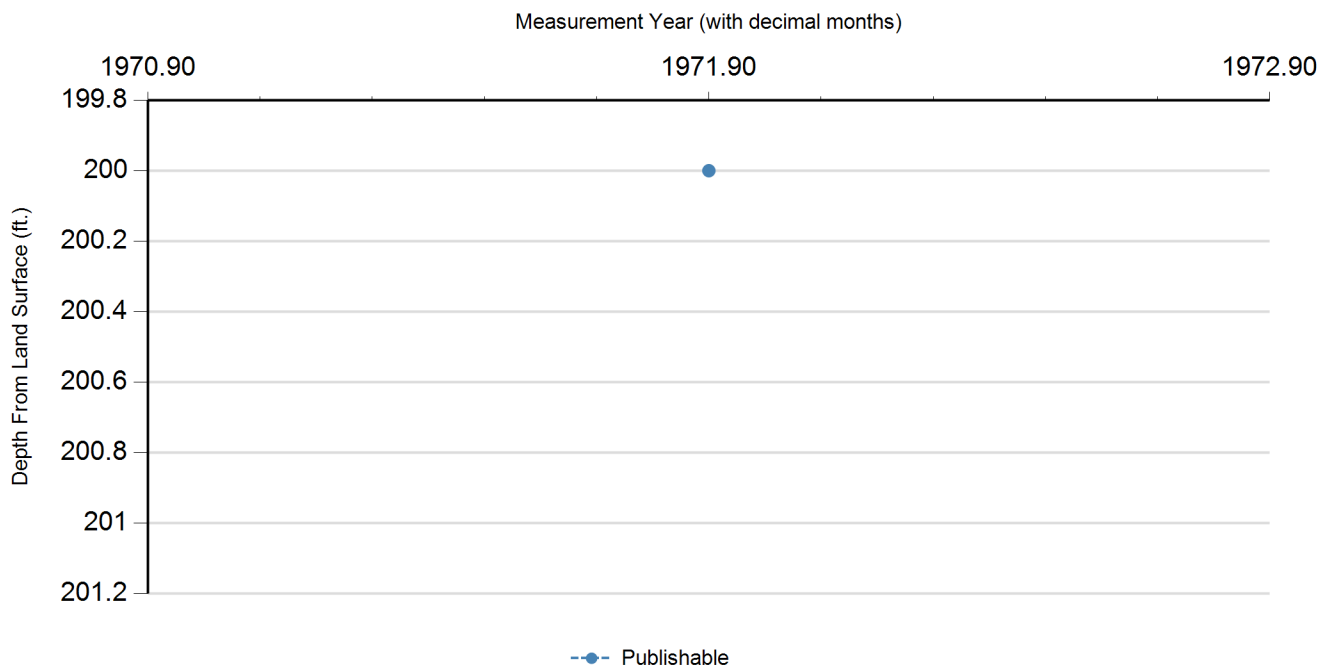 Measurement Year (with decimal months)
1970.90 1971.90 1972.90
199.8
200
200.2
200.4
200.6
200.8
201
201.2
Depth From Land Surface (ft.)
Publishable